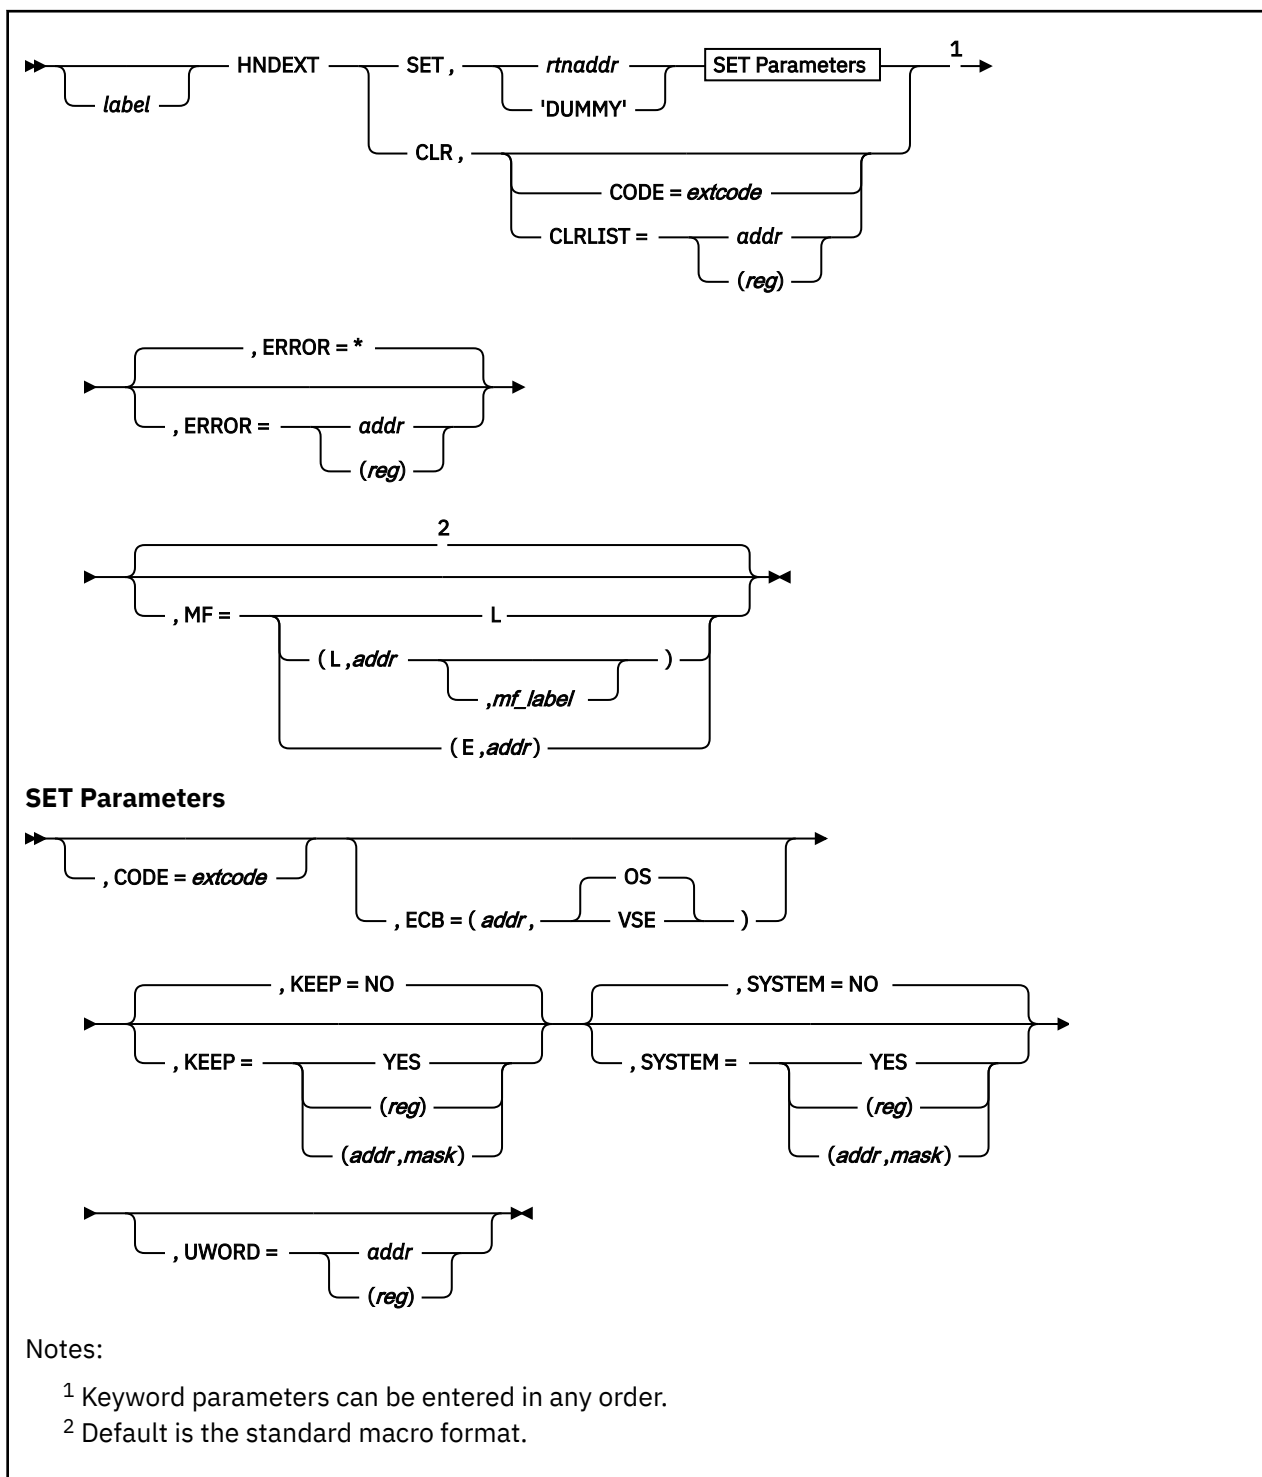 1
HNDEXT SET , rtnaddr SET Parameters
label 'DUMMY'
CLR ,
CODE = extcode
CLRLIST = addr
(reg)
, ERROR = *
, ERROR = addr
(reg)
2
, MF = L
( L ,addr )
,mf_label
( E ,addr)
SET Parameters
, CODE = extcode OS
, ECB = ( addr , VSE )
, KEEP = NO , SYSTEM = NO
, KEEP = YES , SYSTEM = YES
(reg) (reg)
(addr ,mask) (addr ,mask)
, UWORD = addr
(reg)
Notes:
1 Keyword parameters can be entered in any order.
2 Default is the standard macro format.